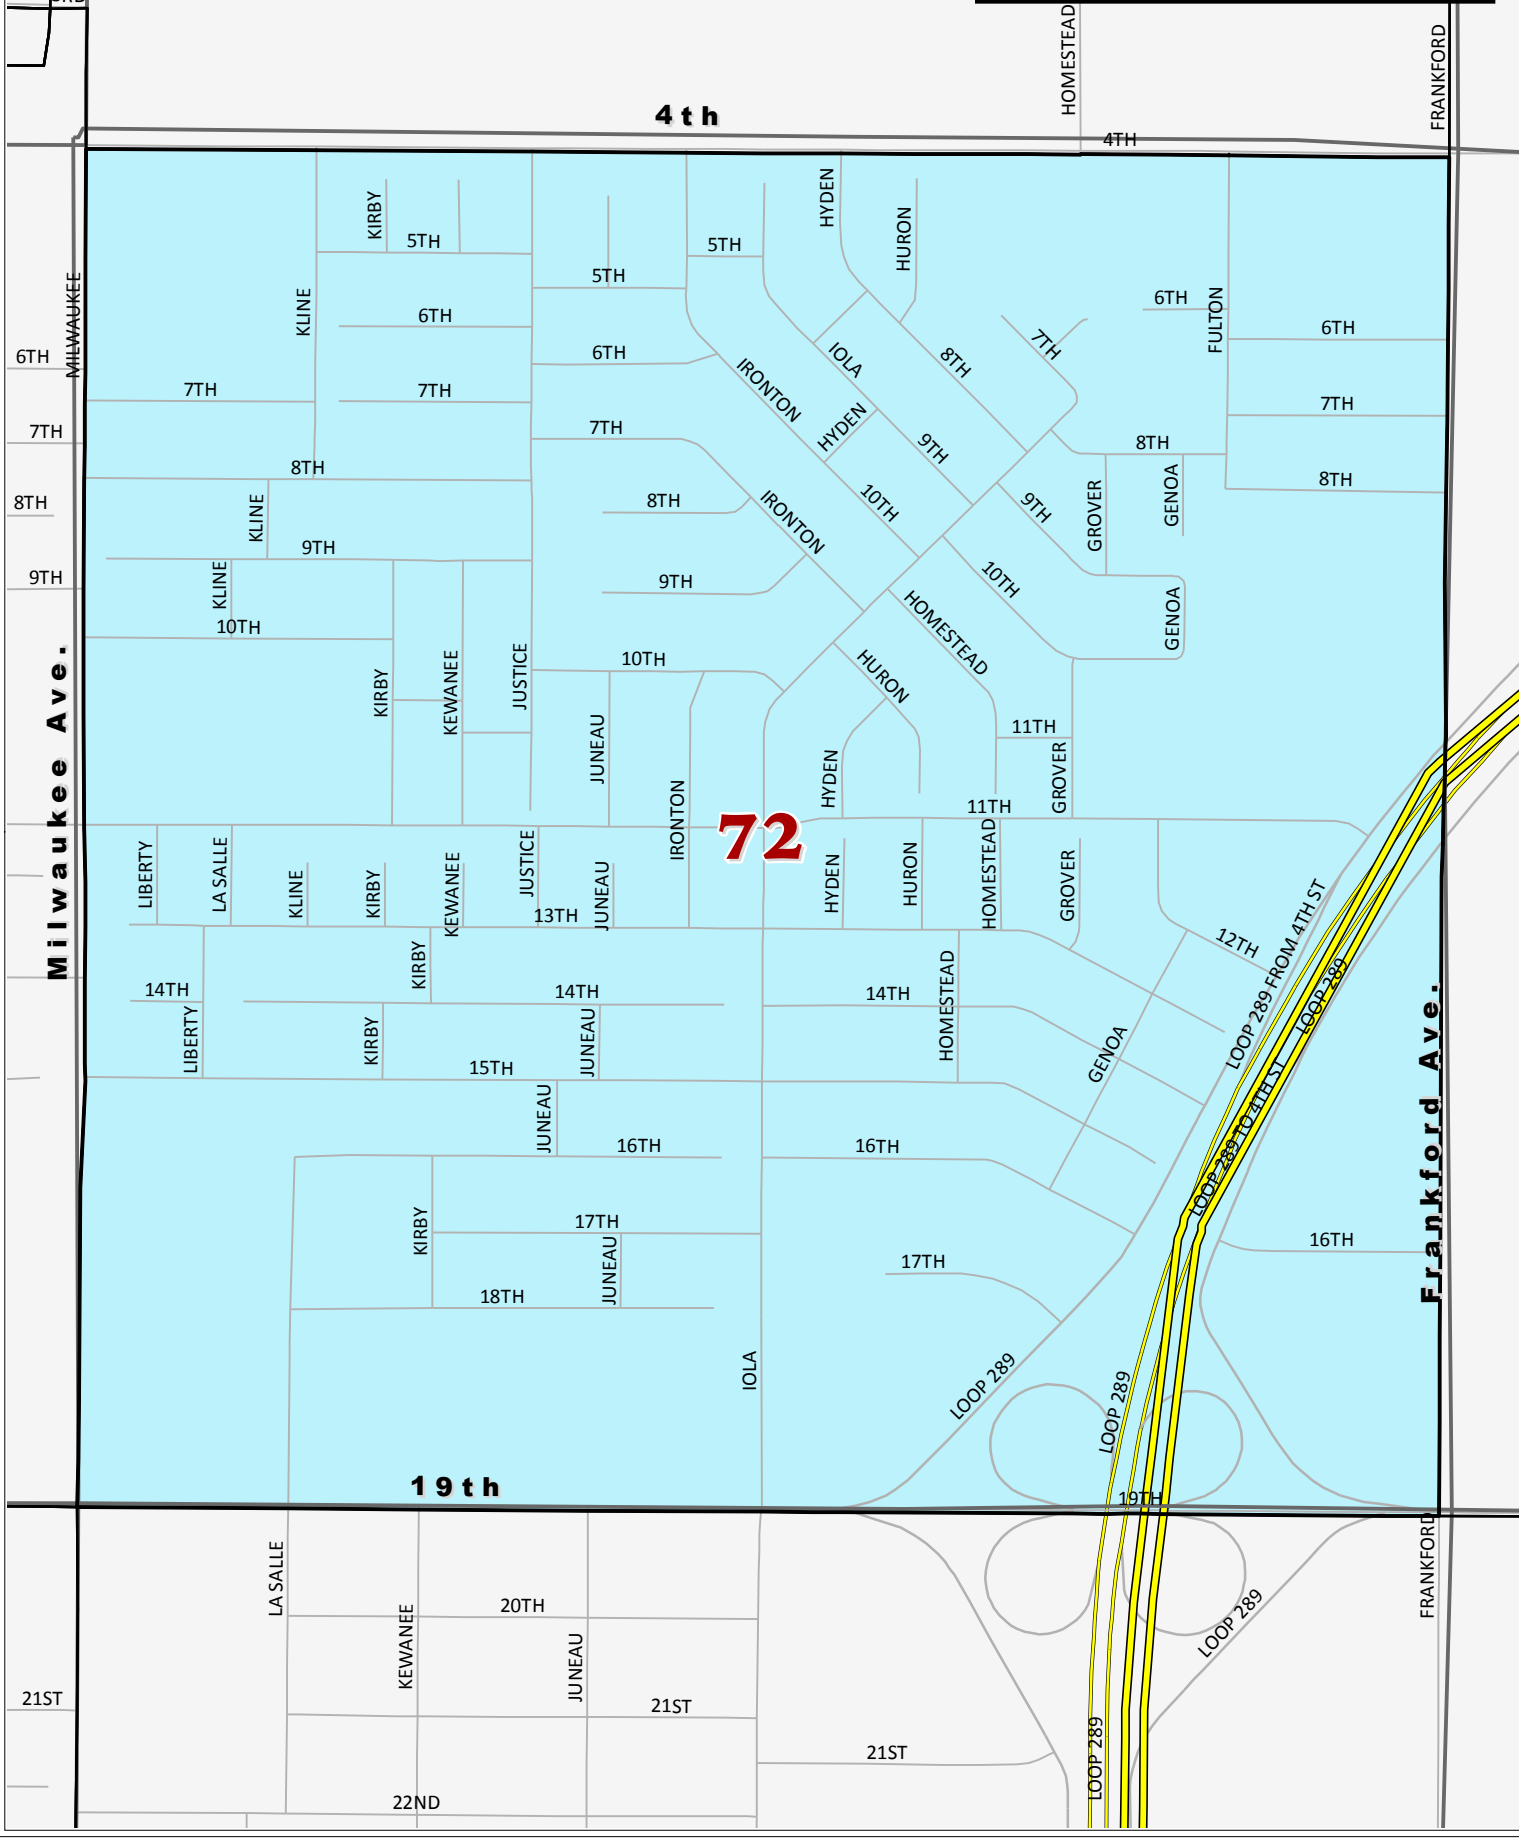 HOMESTEAD
FRANKFORD
4th
4TH
HYDEN
KIRBY
HURON
5TH
5TH
5TH
MILWAUKEE
KLINE
6TH
FULTON
6TH
6TH
6TH
6TH
7TH
IOLA
8TH
IRONTON
7TH
7TH
7TH
HYDEN
7TH
7TH
9TH
8TH
8TH
8TH
GENOA
8TH
8TH
KLINE
10TH
9TH
GROVER
IRONTON
9TH
KLINE
9TH
9TH
10TH
10TH
HOMESTEAD
GENOA
Milwaukee Ave.
KIRBY
KEWANEE
JUSTICE
10TH
HURON
JUNEAU
11TH
HYDEN
GROVER
IRONTON
11TH
72
LIBERTY
LA SALLE
KLINE
KIRBY
KEWANEE
JUSTICE
JUNEAU
13TH
HYDEN
HURON
HOMESTEAD
GROVER
12TH
LOOP 289 FROM 4TH ST
LOOP 289
KIRBY
14TH
14TH
14TH
HOMESTEAD
LIBERTY
KIRBY
JUNEAU
GENOA
15TH
LOOP 289 TO 4TH ST
Frankford Ave.
JUNEAU
16TH
16TH
KIRBY
17TH
16TH
JUNEAU
17TH
18TH
IOLA
LOOP 289
LOOP 289
19th
19TH
LA SALLE
FRANKFORD
20TH
KEWANEE
JUNEAU
LOOP 289
21ST
21ST
21ST
LOOP 289
22ND